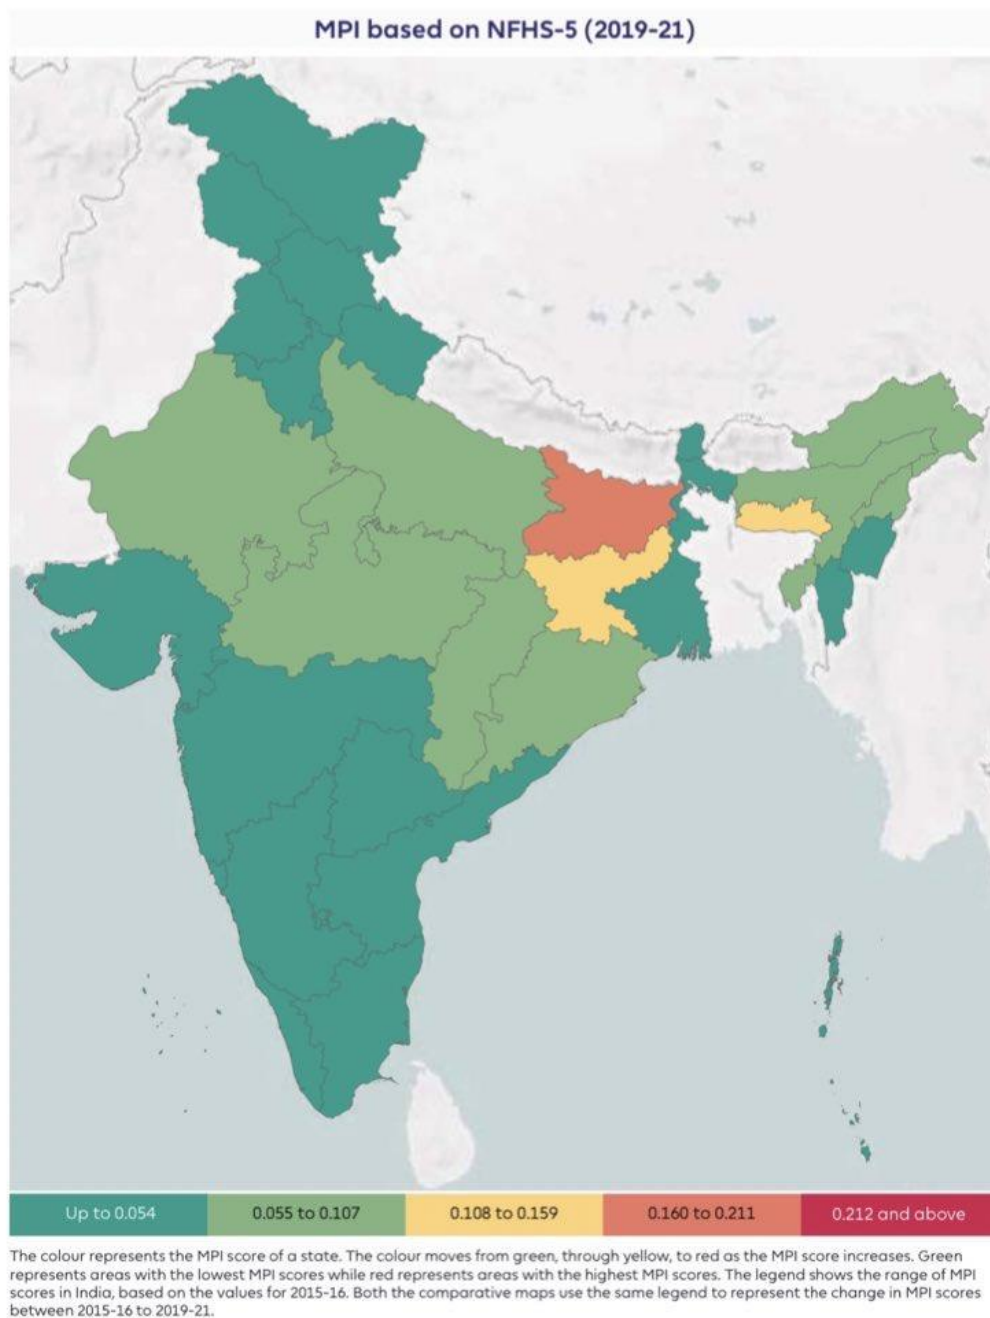 MPI based on NFHS-5 (2019-21)
Up to 0.054
0.055 to 0.107
0.108 to 0.159
0.160 to 0.211
0.212 and above
The colour represents the MPI score of a state. The colour moves from green, through yellow, to red as the MPI score increases. Green
represents areas with the lowest MPI scores while red represents areas with the highest MPI scores. The legend shows the range of MPI
scores in India, based on the values for 2015-16. Both the comparative maps use the same legend to represent the change in MPI scores
between 2015-16 to 2019-21.